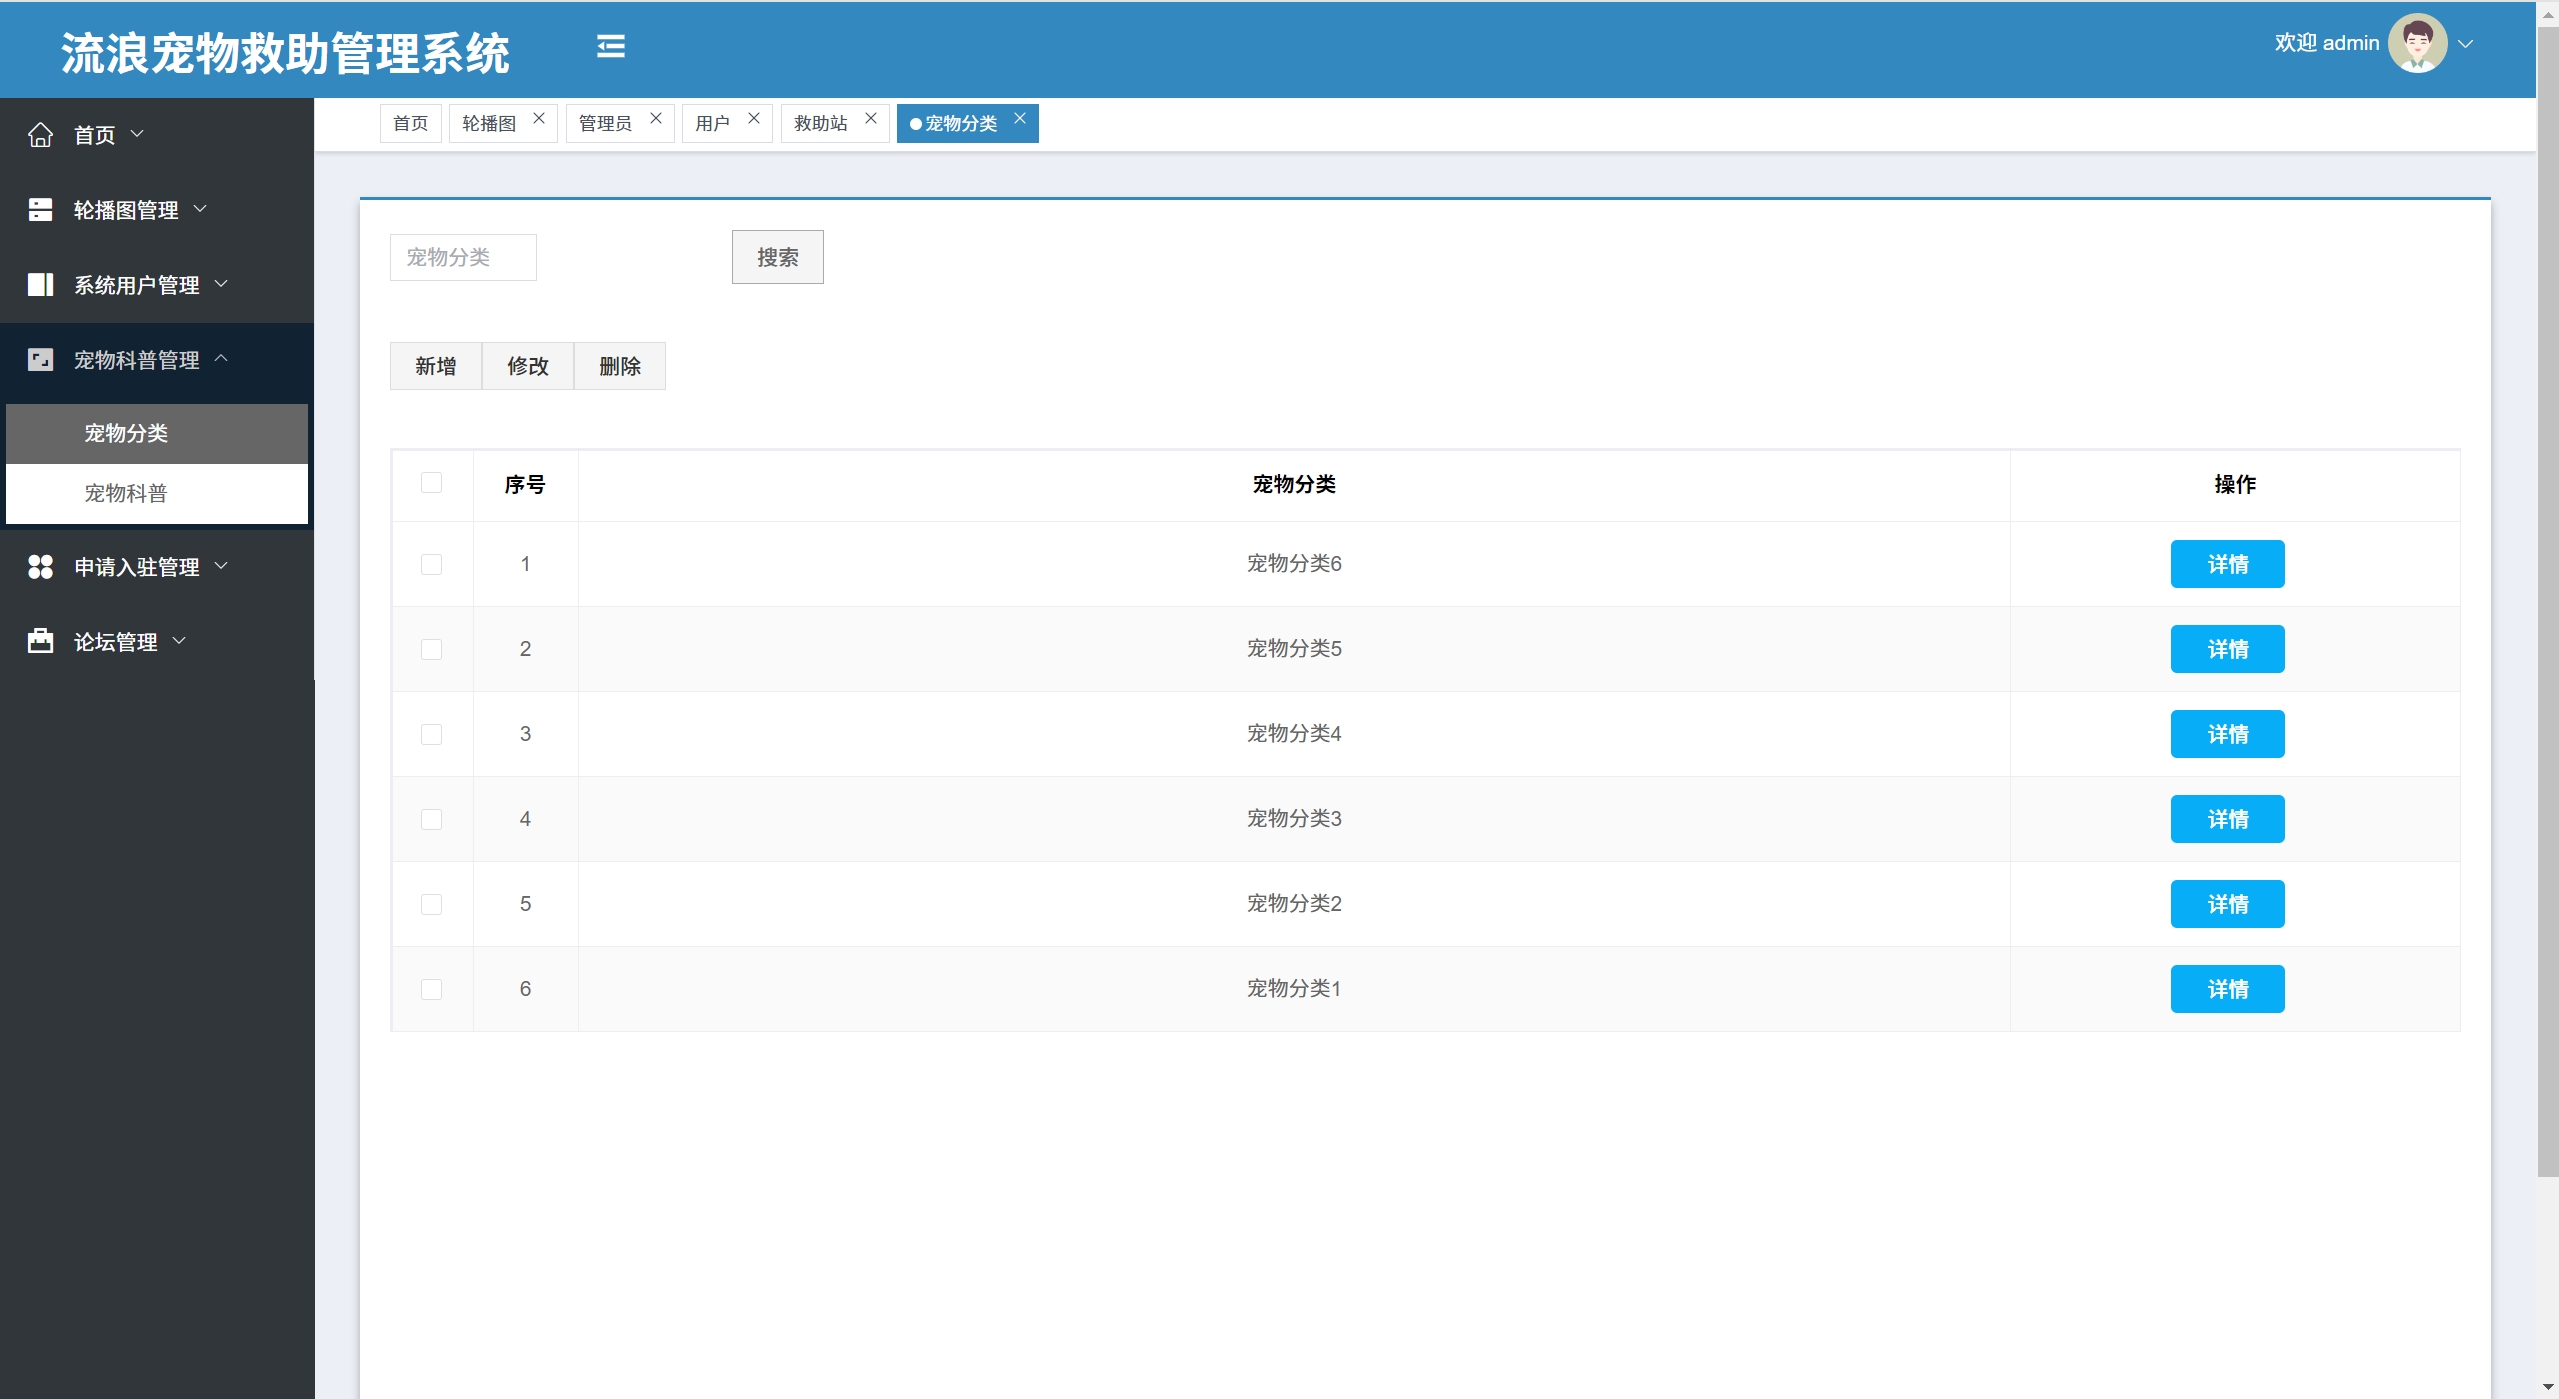 流浪宠物救助管理系统
欢迎 admin
首页
轮播图管理
系统用户管理
宠物科普管理
宠物分类
宠物科普
申请入驻管理
论坛管理
首页 轮播图 管理员 用户 救助站 宠物分类
宠物分类 搜索
新增 修改 删除
序号 宠物分类 操作
1 宠物分类6 详情
2 宠物分类5 详情
3 宠物分类4 详情
4 宠物分类3 详情
5 宠物分类2 详情
6 宠物分类1 详情